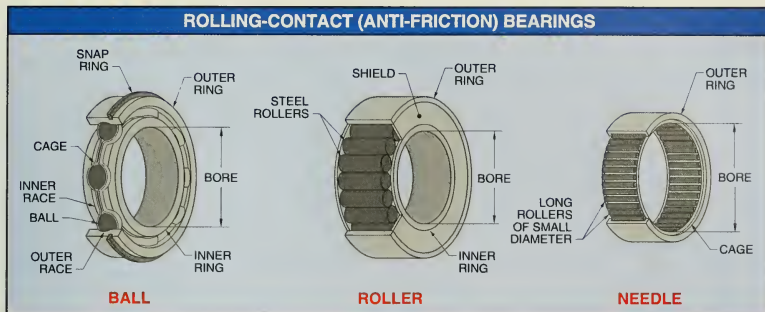 ROLLING-CONTACT (ANTI-FRICTION) BEARINGS
SNAP
RING
OUTER
RING
CAGE
INNER
RACE
BALL
OUTER
RACE
BORE
INNER
RING
BALL
STEEL
ROLLERS
SHIELD
OUTER
RING
BORE
INNER
RING
ROLLER
OUTER
RING
BORE
LONG
ROLLERS
OF SMALL
DIAMETER
CAGE
NEEDLE